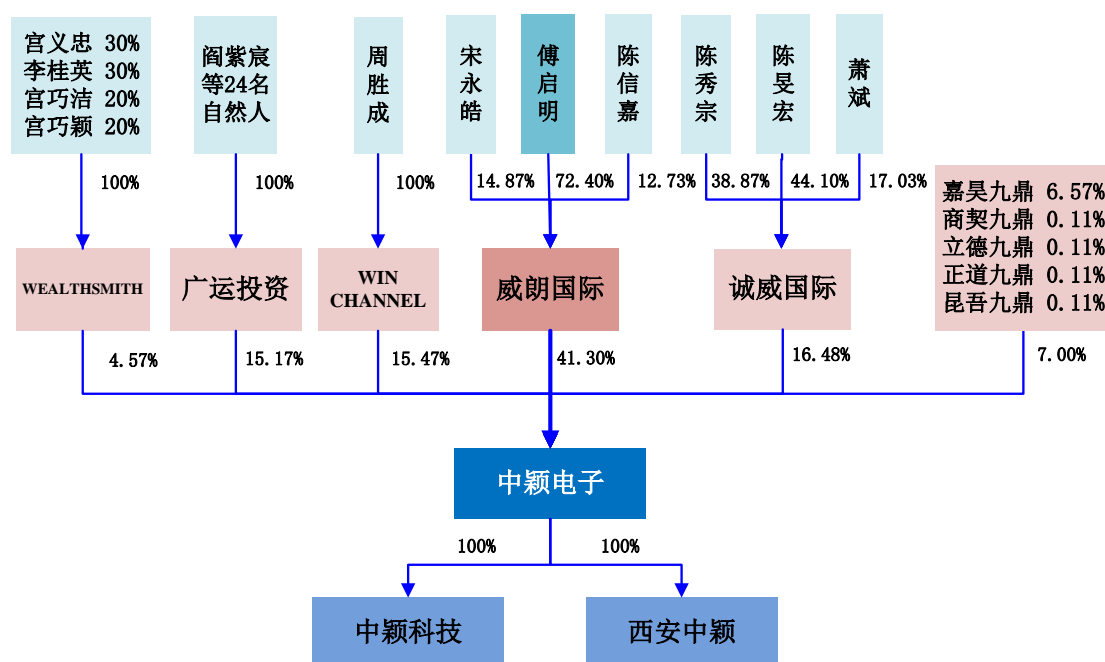 宫义忠 30%
李桂英 30%
宫巧洁 20%
宫巧颖 20%
阎紫宸
等24名
自然人
周胜成
宋永皓
傅启明
陈信嘉
陈秀宗
陈旻宏
萧斌
100%
100%
100%
14.87%
72.40%
12.73%
38.87%
44.10%
17.03%
嘉昊九鼎 6.57%
商契九鼎 0.11%
立德九鼎 0.11%
正道九鼎 0.11%
昆吾九鼎 0.11%
WEALTHSMITH
广运投资
WIN
CHANNEL
威朗国际
诚威国际
4.57%
15.17%
15.47%
41.30%
16.48%
7.00%
中颖电子
100%
100%
中颖科技
西安中颖